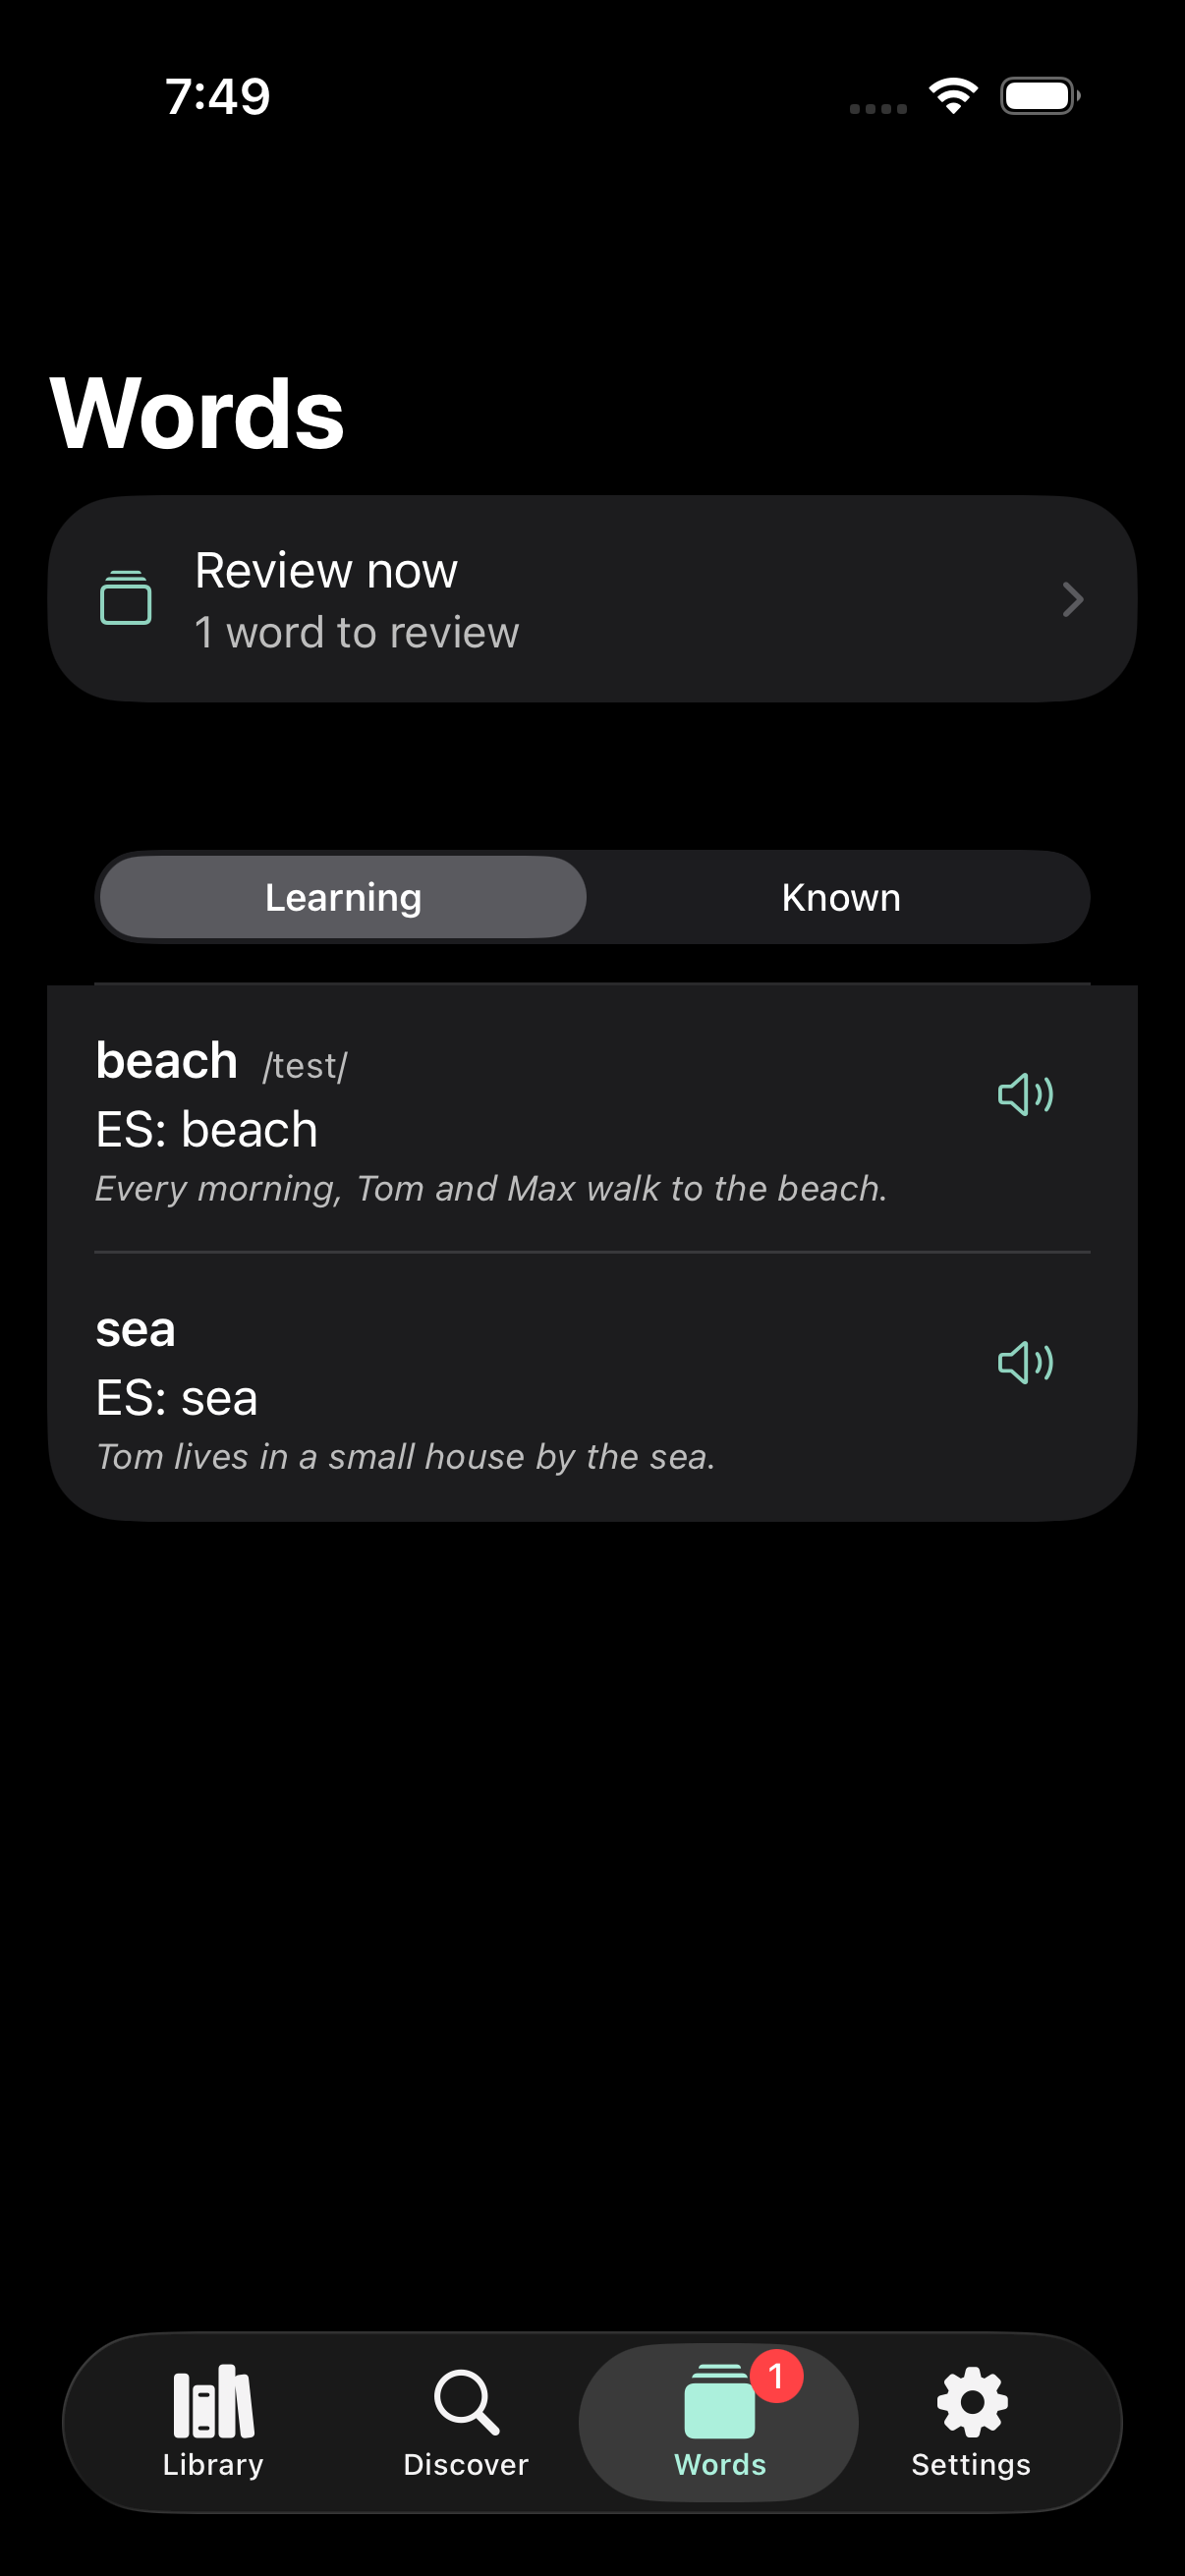 7:49
Words
Review now
1 word to review
Learning Known
beach /test/
ES: beach
Every morning, Tom and Max walk to the beach.
sea
ES: sea
Tom lives in a small house by the sea.
1
Library Discover Words Settings